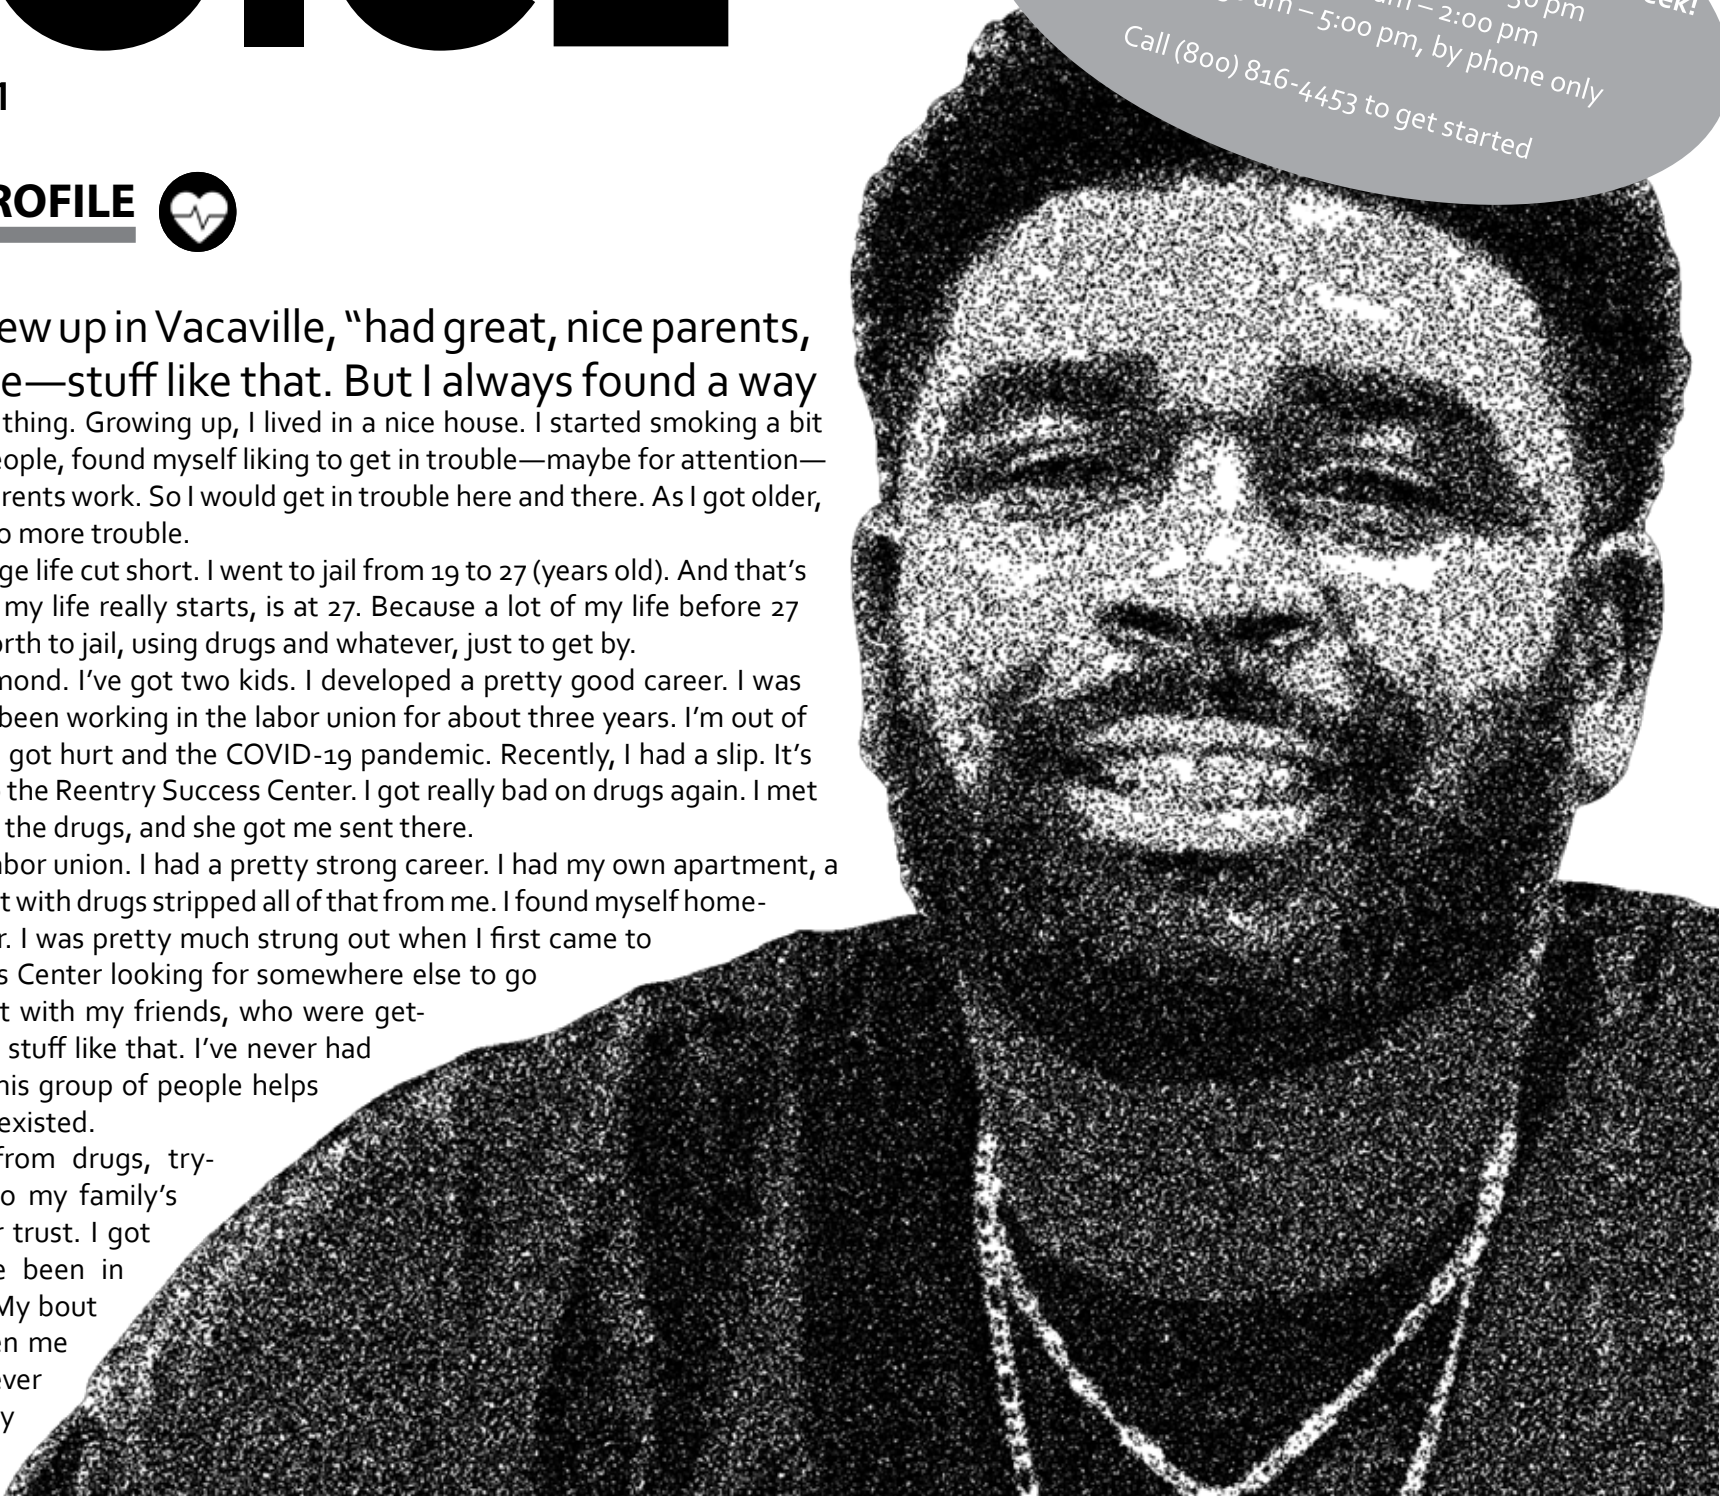 1
ROFILE
ew up in Vacaville, “had great, nice parents,
e—stuff like that. But I always found a way
thing. Growing up, I lived in a nice house. I started smoking a bit
eople, found myself liking to get in trouble—maybe for attention—
rents work. So I would get in trouble here and there. As I got older,
o more trouble.
ge life cut short. I went to jail from 19 to 27 (years old). And that’s
my life really starts, is at 27. Because a lot of my life before 27
orth to jail, using drugs and whatever, just to get by.
mond. I’ve got two kids. I developed a pretty good career. I was
been working in the labor union for about three years. I’m out of
got hurt and the COVID-19 pandemic. Recently, I had a slip. It’s
the Reentry Success Center. I got really bad on drugs again. I met
the drugs, and she got me sent there.
abor union. I had a pretty strong career. I had my own apartment, a
t with drugs stripped all of that from me. I found myself home-
r. I was pretty much strung out when I first came to
s Center looking for somewhere else to go
t with my friends, who were get-
stuff like that. I’ve never had
his group of people helps
existed.
from drugs, try-
o my family’s
r trust. I got
e been in
My bout
en me
ever
y
eek!
30 pm
am – 2:00 pm
am – 5:00 pm, by phone only
Call (800) 816-4453 to get started